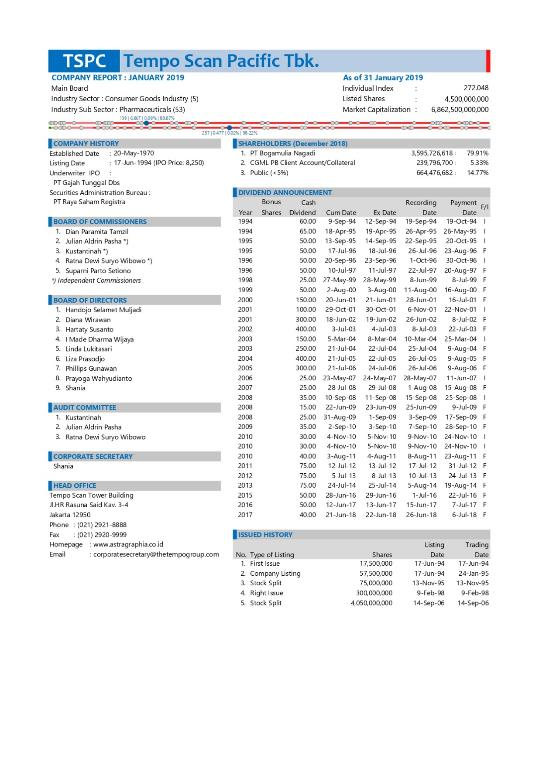 TSPC Tempo Scan Pacific Tbk.
COMPANY REPORT : JANUARY 2019 As of 31 January 2019
Main Board Individual Index : 272.048
Industry Sector : Consumer Goods Industry (5) Listed Shares : 4,500,000,000
Industry Sub Sector : Pharmaceuticals (53) Market Capitalization : 6,862,500,000,000
COMPANY HISTORY
Established Date : 20-May-1970
Listing Date : 17-Jun-1994 (IPO Price: 8,250)
Underwriter IPO :
PT Gajah Tunggal Dbs
Securities Administration Bureau :
PT Raya Saham Registra
BOARD OF COMMISSIONERS
1. Dian Paramita Tamzil
2. Julian Aldrin Pasha *)
3. Kustantinah *)
4. Ratna Dewi Suryo Wibowo *)
5. Suparni Parto Setiono
*) Independent Commissioners
BOARD OF DIRECTORS
1. Handojo Selamet Muljadi
2. Diana Wirawan
3. Hartaty Susanto
4. I Made Dharma Wijaya
5. Linda Lukitasari
6. Liza Prasodjo
7. Phillips Gunawan
8. Prayoga Wahyudianto
9. Shania
AUDIT COMMITTEE
1. Kustantinah
2. Julian Aldrin Pasha
3. Ratna Dewi Suryo Wibowo
CORPORATE SECRETARY
Shania
HEAD OFFICE
Tempo Scan Tower Building
Jl.HR Rasuna Said Kav. 3-4
Jakarta 12950
Phone : (021) 2921-8888
Fax : (021) 2920-9999
Homepage : www.astragraphia.co.id
Email : corporatesecretary@thetempogroup.com
SHAREHOLDERS (December 2018)
1. PT Bogamulia Nagadi 3,595,726,618 : 79.91%
2. CGML PB Client Account/Collateral 239,796,700 : 5.33%
3. Public (<5%) 664,476,682 : 14.77%
DIVIDEND ANNOUNCEMENT
Bonus Cash Recording Payment F/I
Year Shares Dividend Cum Date Ex Date Date Date
1994 60.00 9-Sep-94 12-Sep-94 19-Sep-94 19-Oct-94 I
1994 65.00 18-Apr-95 19-Apr-95 26-Apr-95 26-May-95 I
1995 50.00 13-Sep-95 14-Sep-95 22-Sep-95 20-Oct-95 I
1995 50.00 17-Jul-96 18-Jul-96 26-Jul-96 23-Aug-96 F
1996 50.00 20-Sep-96 23-Sep-96 1-Oct-96 30-Oct-96 I
1996 50.00 10-Jul-97 11-Jul-97 22-Jul-97 20-Aug-97 F
1998 25.00 27-May-99 28-May-99 8-Jun-99 8-Jul-99 F
1999 50.00 2-Aug-00 3-Aug-00 11-Aug-00 16-Aug-00 F
2000 150.00 20-Jun-01 21-Jun-01 28-Jun-01 16-Jul-01 F
2001 100.00 29-Oct-01 30-Oct-01 6-Nov-01 22-Nov-01 I
2001 300.00 18-Jun-02 19-Jun-02 26-Jun-02 8-Jul-02 F
2002 400.00 3-Jul-03 4-Jul-03 8-Jul-03 22-Jul-03 F
2003 150.00 5-Mar-04 8-Mar-04 10-Mar-04 25-Mar-04 I
2003 250.00 21-Jul-04 22-Jul-04 25-Jul-04 9-Aug-04 F
2004 400.00 21-Jul-05 22-Jul-05 26-Jul-05 9-Aug-05 F
2005 300.00 21-Jul-06 24-Jul-06 26-Jul-06 9-Aug-06 F
2006 25.00 23-May-07 24-May-07 28-May-07 11-Jun-07 I
2007 25.00 28-Jul-08 29-Jul-08 1-Aug-08 15-Aug-08 F
2008 35.00 10-Sep-08 11-Sep-08 15-Sep-08 25-Sep-08 I
2008 15.00 22-Jun-09 23-Jun-09 25-Jun-09 9-Jul-09 F
2008 25.00 31-Aug-09 1-Sep-09 3-Sep-09 17-Sep-09 F
2009 35.00 2-Sep-10 3-Sep-10 7-Sep-10 28-Sep-10 F
2010 30.00 4-Nov-10 5-Nov-10 9-Nov-10 24-Nov-10 I
2010 30.00 4-Nov-10 5-Nov-10 9-Nov-10 24-Nov-10 I
2010 40.00 3-Aug-11 4-Aug-11 8-Aug-11 23-Aug-11 F
2011 75.00 12-Jul-12 13-Jul-12 17-Jul-12 31-Jul-12 F
2012 75.00 5-Jul-13 8-Jul-13 10-Jul-13 24-Jul-13 F
2013 75.00 24-Jul-14 25-Jul-14 5-Aug-14 19-Aug-14 F
2015 50.00 28-Jun-16 29-Jun-16 1-Jul-16 22-Jul-16 F
2016 50.00 12-Jun-17 13-Jun-17 15-Jun-17 7-Jul-17 F
2017 40.00 21-Jun-18 22-Jun-18 26-Jun-18 6-Jul-18 F
ISSUED HISTORY
Listing Trading
No. Type of Listing Shares Date Date
1. First Issue 17,500,000 17-Jun-94 17-Jun-94
2. Company Listing 57,500,000 17-Jun-94 24-Jan-95
3. Stock Split 75,000,000 13-Nov-95 13-Nov-95
4. Right Issue 300,000,000 9-Feb-98 9-Feb-98
5. Stock Split 4,050,000,000 14-Sep-06 14-Sep-06